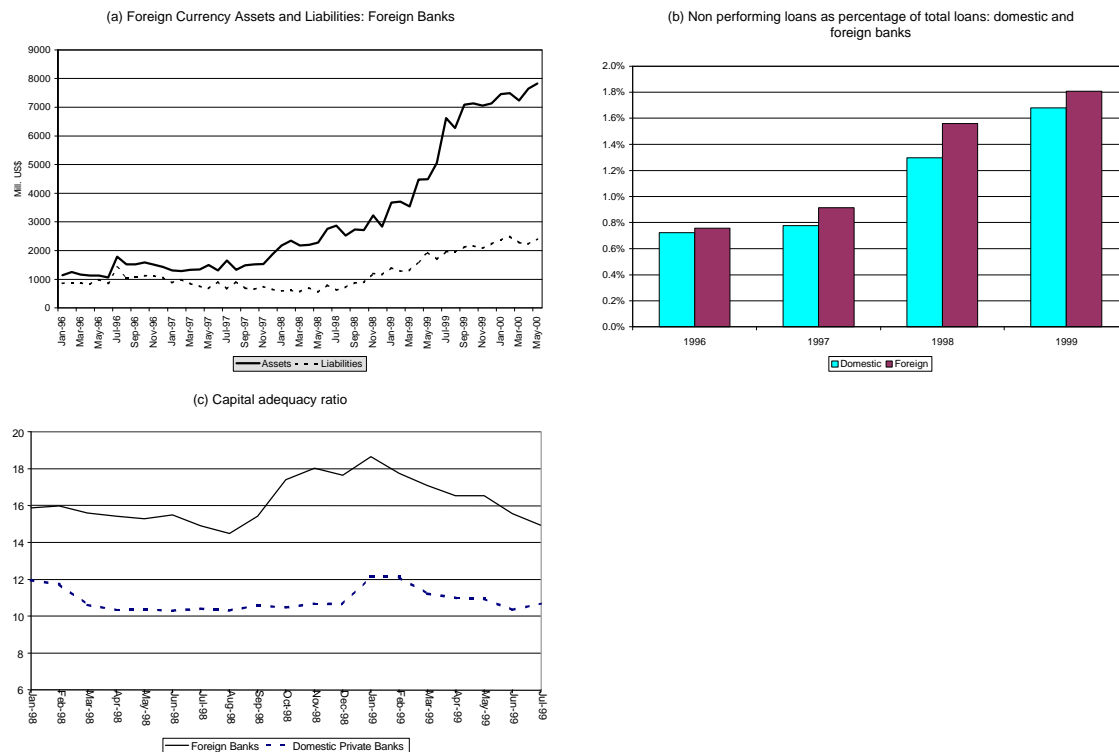 (a) Foreign Currency Assets and Liabilities: Foreign Banks
9000
8000
7000
6000
5000
4000
3000
2000
1000
0
Mill. US$
Jan-96
Mar-96
May-96
Jul-96
Sep-96
Nov-96
Jan-97
Mar-97
May-97
Jul-97
Sep-97
Nov-97
Jan-98
Mar-98
May-98
Jul-98
Sep-98
Nov-98
Jan-99
Mar-99
May-99
Jul-99
Sep-99
Nov-99
Jan-00
Mar-00
May-00
Assets Liabilities
(b) Non performing loans as percentage of total loans: domestic and
foreign banks
2.0%
1.8%
1.6%
1.4%
1.2%
1.0%
0.8%
0.6%
0.4%
0.2%
0.0%
1996 1997 1998 1999
Domestic Foreign
(c) Capital adequacy ratio
20
18
16
14
12
10
8
6
Jan-98
Feb-98
Mar-98
Apr-98
May-98
Jun-98
Jul-98
Aug-98
Sep-98
Oct-98
Nov-98
Dec-98
Jan-99
Feb-99
Mar-99
Apr-99
May-99
Jun-99
Jul-99
Foreign Banks Domestic Private Banks